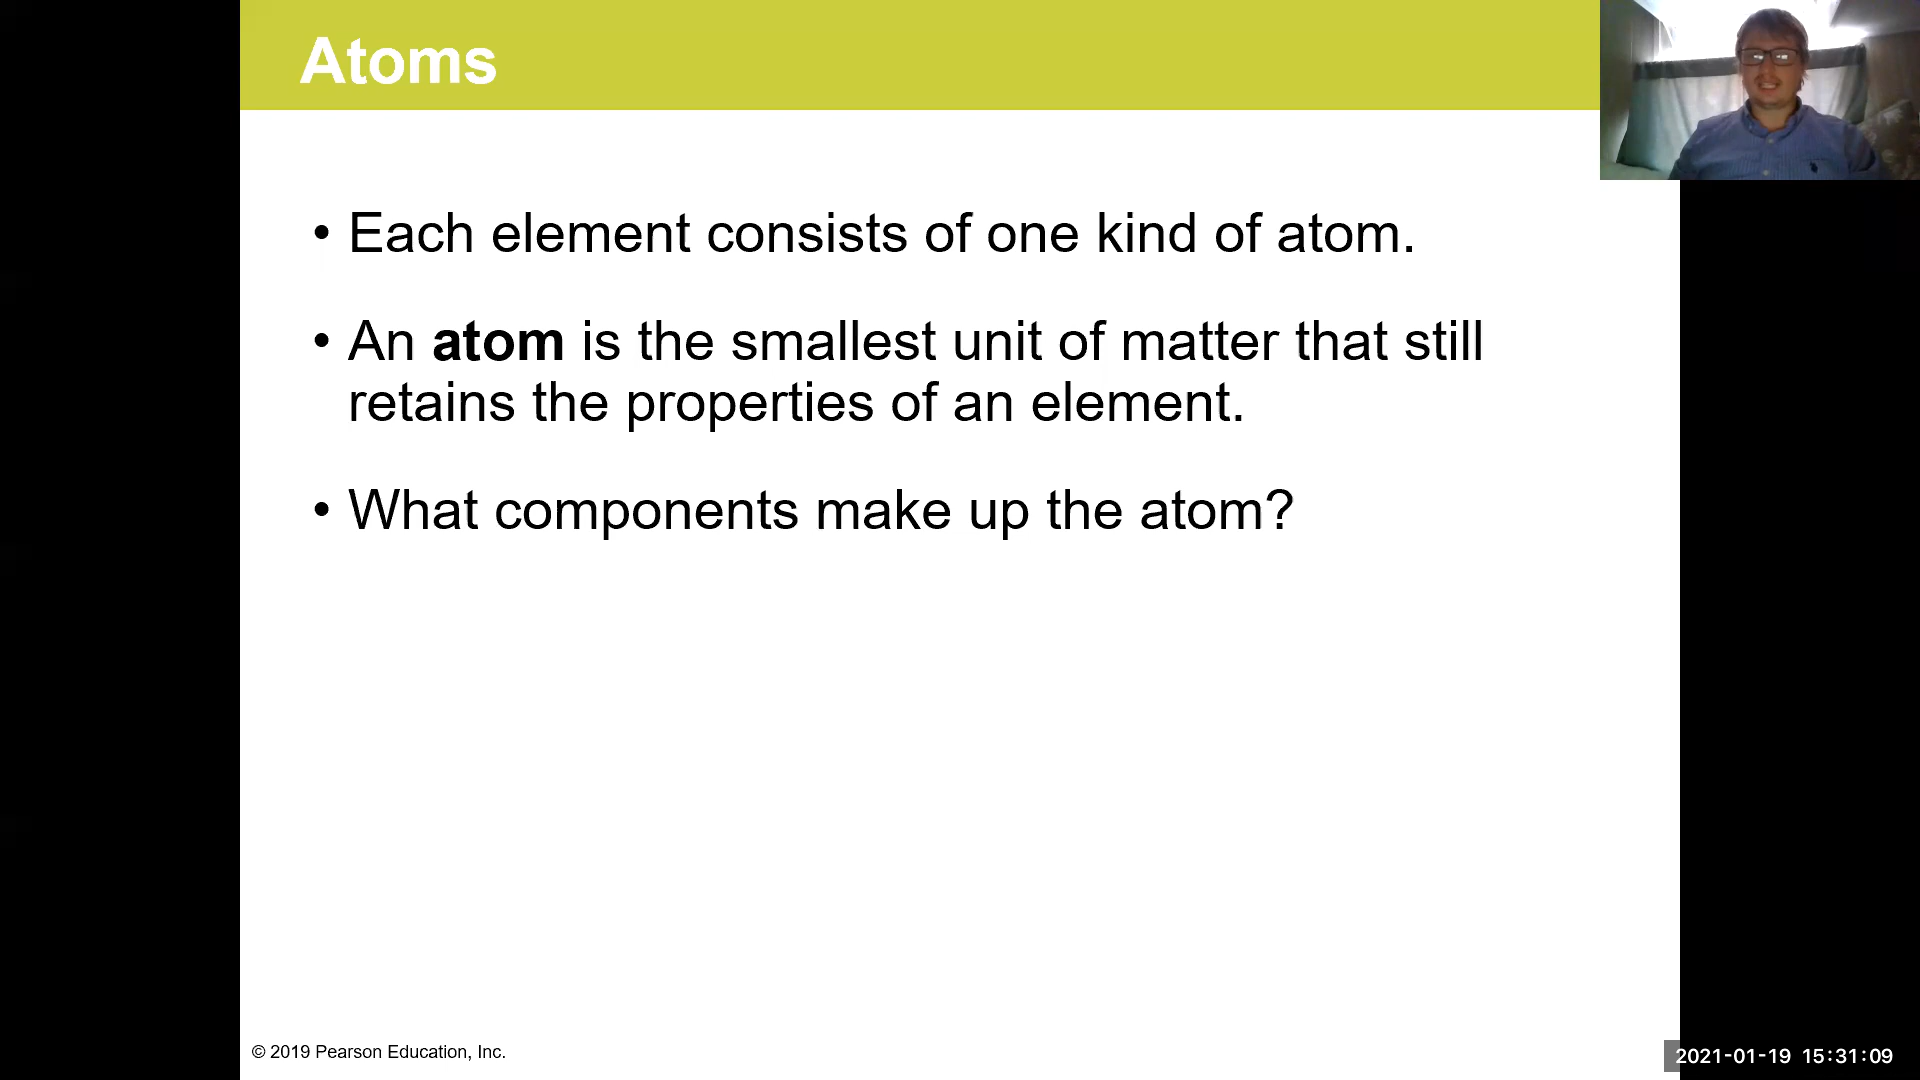 Atoms
• Each element consists of one kind of atom.
• An atom is the smallest unit of matter that still
retains the properties of an element.
• What components make up the atom?
© 2019 Pearson Education, Inc.
2021-01-19 15:31:09